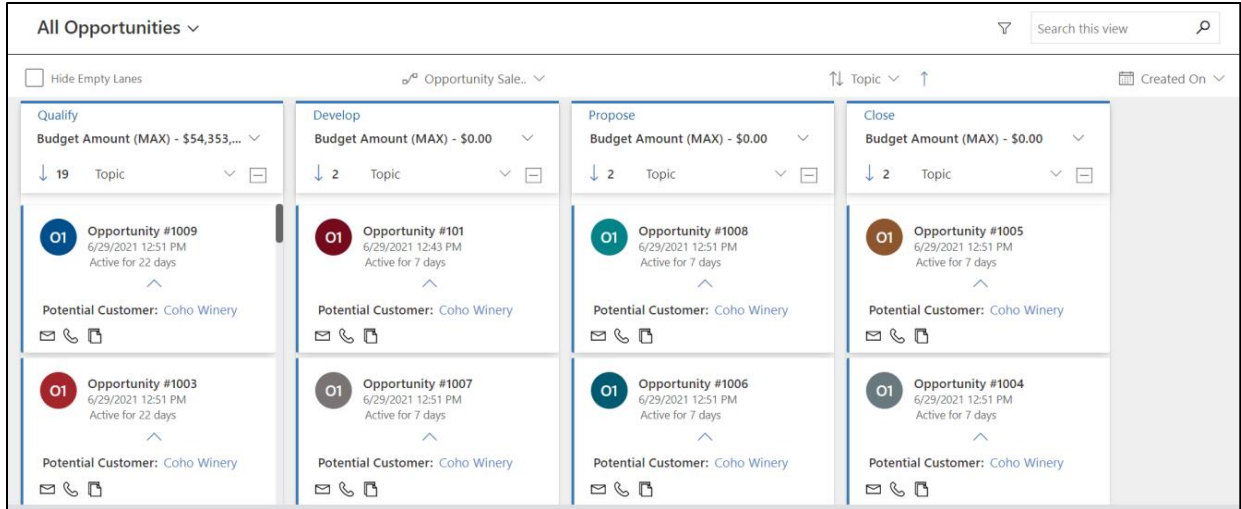 All Opportunities
Search this view
Hide Empty Lanes
Opportunity Sale..
Topic
Created On
Qualify
Budget Amount (MAX) - $54,353,...
19 Topic
O1
Opportunity #1009
6/29/2021 12:51 PM
Active for 22 days
Potential Customer: Coho Winery
O1
Opportunity #1003
6/29/2021 12:51 PM
Active for 22 days
Potential Customer: Coho Winery
Develop
Budget Amount (MAX) - $0.00
2 Topic
O1
Opportunity #101
6/29/2021 12:43 PM
Active for 7 days
Potential Customer: Coho Winery
O1
Opportunity #1007
6/29/2021 12:51 PM
Active for 7 days
Potential Customer: Coho Winery
Propose
Budget Amount (MAX) - $0.00
2 Topic
O1
Opportunity #1008
6/29/2021 12:51 PM
Active for 7 days
Potential Customer: Coho Winery
O1
Opportunity #1006
6/29/2021 12:51 PM
Active for 7 days
Potential Customer: Coho Winery
Close
Budget Amount (MAX) - $0.00
2 Topic
O1
Opportunity #1005
6/29/2021 12:51 PM
Active for 7 days
Potential Customer: Coho Winery
O1
Opportunity #1004
6/29/2021 12:51 PM
Active for 7 days
Potential Customer: Coho Winery